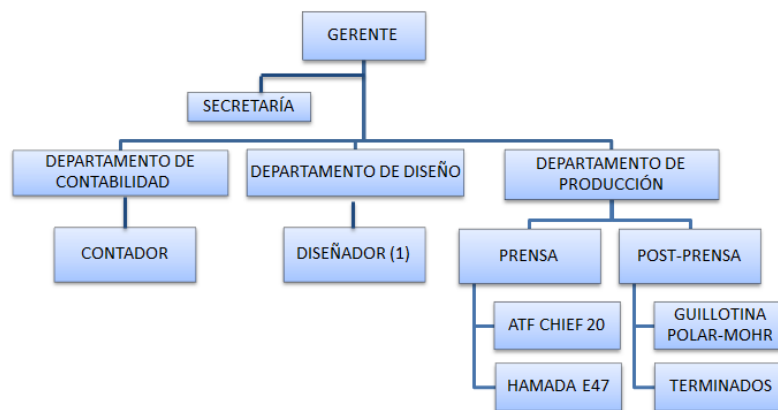 GERENTE
SECRETARÍA
DEPARTAMENTO DE
CONTABILIDAD
DEPARTAMENTO DE DISEÑO
DEPARTAMENTO DE
PRODUCCIÓN
CONTADOR
DISEÑADOR (1)
PRENSA
POST-PRENSA
ATF CHIEF 20
GUILLOTINA
POLAR-MOHR
HAMADA E47
TERMINADOS